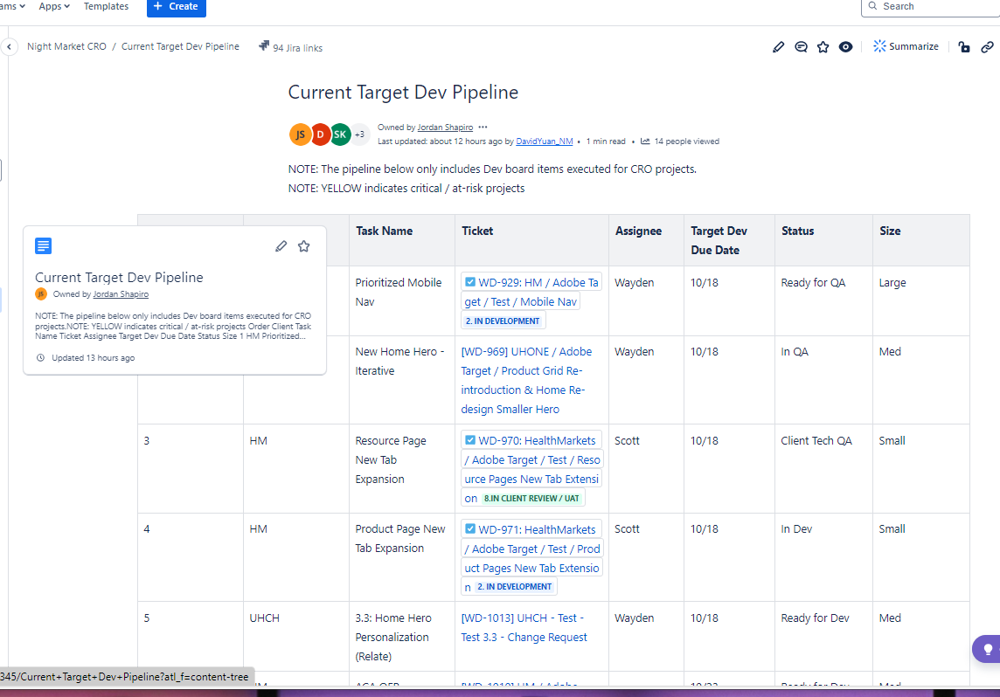 ams
Apps
Templates
+ Create
Search
Night Market CRO / Current Target Dev Pipeline
94 Jira links
Summarize
Current Target Dev Pipeline
JS
D
SK
+3
Owned by Jordan Shapiro •••
Last updated: about 12 hours ago by DavidYuan_NM • 1 min read • 14 people viewed
NOTE: The pipeline below only includes Dev board items executed for CRO projects.
NOTE: YELLOW indicates critical / at-risk projects
Task Name
Ticket
Assignee
Target Dev
Due Date
Status
Size
Current Target Dev Pipeline
JS
Owned by Jordan Shapiro
NOTE: The pipeline below only includes Dev board items executed for CRO
projects.NOTE: YELLOW indicates critical / at-risk projects Order Client Task
Name Ticket Assignee Target Dev Due Date Status Size 1 HM Prioritized...
Updated 13 hours ago
Prioritized Mobile
Nav
WD-929: HM / Adobe Ta
rget / Test / Mobile Nav
2. IN DEVELOPMENT
Wayden
10/18
Ready for QA
Large
New Home Hero -
Iterative
[WD-969] UHONE / Adobe
Target / Product Grid Re-
introduction & Home Re-
design Smaller Hero
Wayden
10/18
In QA
Med
3
HM
Resource Page
New Tab
Expansion
WD-970: HealthMarkets
/ Adobe Target / Test / Reso
urce Pages New Tab Extensi
on 8.IN CLIENT REVIEW / UAT
Scott
10/18
Client Tech QA
Small
4
HM
Product Page New
Tab Expansion
WD-971: HealthMarkets
/ Adobe Target / Test / Prod
uct Pages New Tab Extensio
n 2. IN DEVELOPMENT
Scott
10/18
In Dev
Small
5
UHCH
3.3: Home Hero
Personalization
(Relate)
[WD-1013] UHCH - Test -
Test 3.3 - Change Request
Wayden
10/18
Ready for Dev
Med
345/Current+Target+Dev+Pipeline?atl_f=content-tree